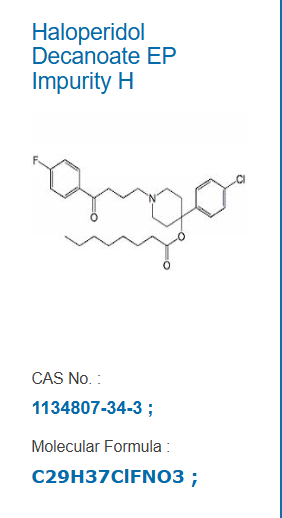 Haloperidol
Decanoate EP
Impurity H
F
Cl
N
O
O
O
CAS No. :
1134807-34-3 ;
Molecular Formula :
C29H37ClFNO3 ;